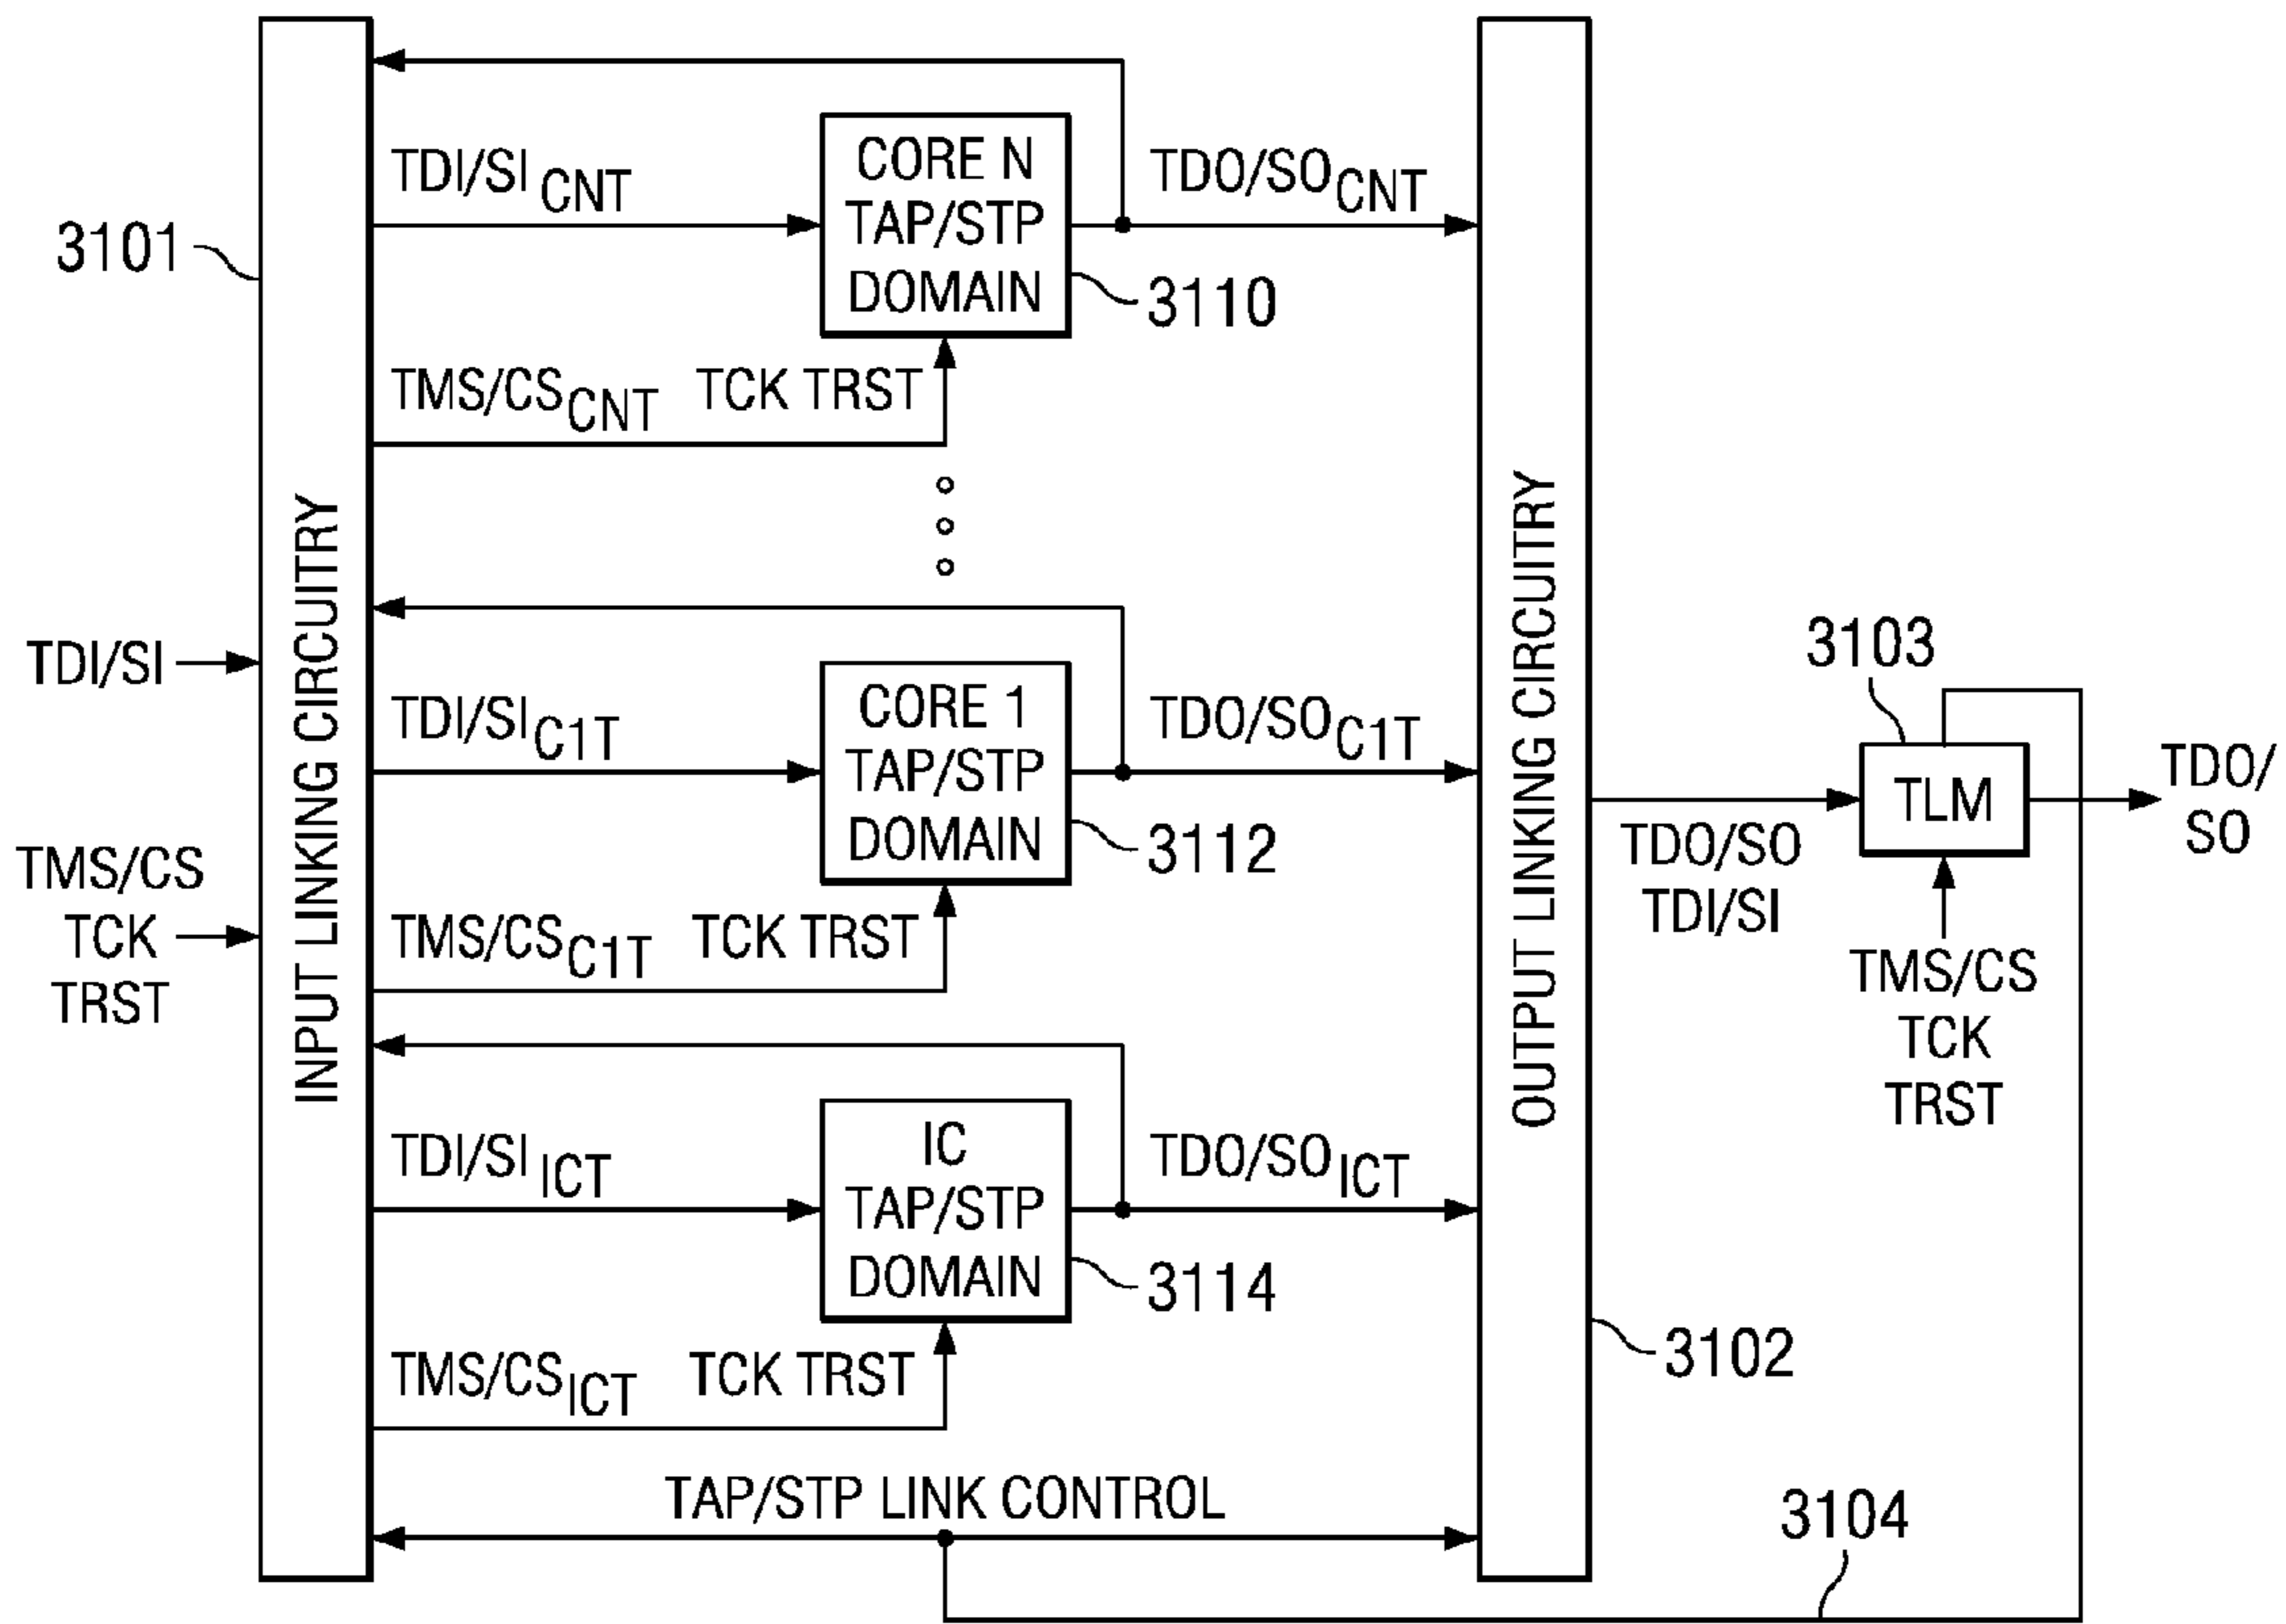 CORE N
TAP/STP
DOMAIN
TDI/SI CNT
TDO/SO CNT
3101
3110
TMS/CS CNT TCK TRST
INPUT LINKING CIRCUITRY
OUTPUT LINKING CIRCUITRY
TDI/SI
CORE 1
TAP/STP
DOMAIN
TDI/SI C1T
TDO/SO C1T
3112
TMS/CS C1T TCK TRST
3103
TLM
TDO/
SO
TDO/SO
TDI/SI
TMS/CS
TCK
TRST
TMS/CS
TCK
TRST
IC
TAP/STP
DOMAIN
TDI/SI ICT
TDO/SO ICT
3114
TMS/CS ICT TCK TRST
3102
TAP/STP LINK CONTROL
3104